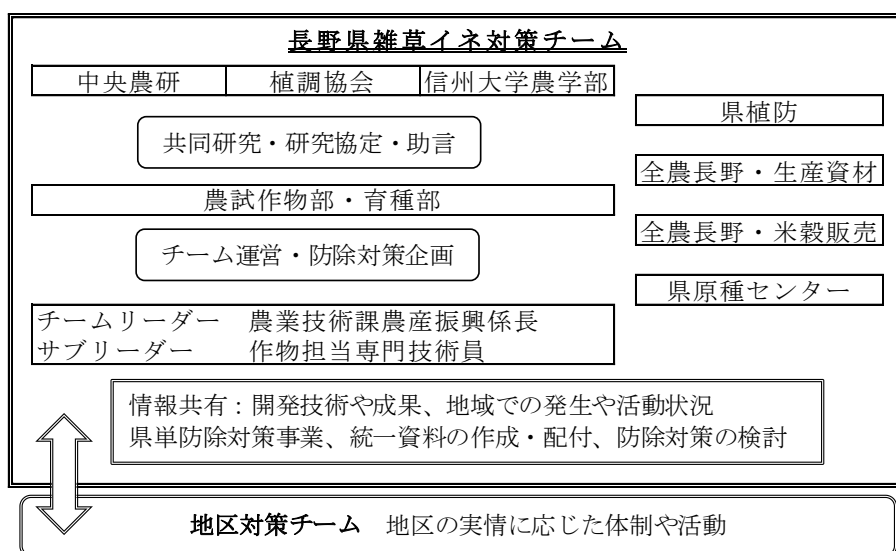 長野県雑草イネ対策チーム
中央農研 植調協会 信州大学農学部
共同研究・研究協定・助言
農試作物部・育種部
チーム運営・防除対策企画
チームリーダー 農業技術課農産振興係長
サブリーダー 作物担当専門技術員
県植防
全農長野・生産資材
全農長野・米穀販売
県原種センター
情報共有：開発技術や成果、地域での発生や活動状況
県単防除対策事業、統一資料の作成・配付、防除対策の検討
地区対策チーム 地区の実情に応じた体制や活動